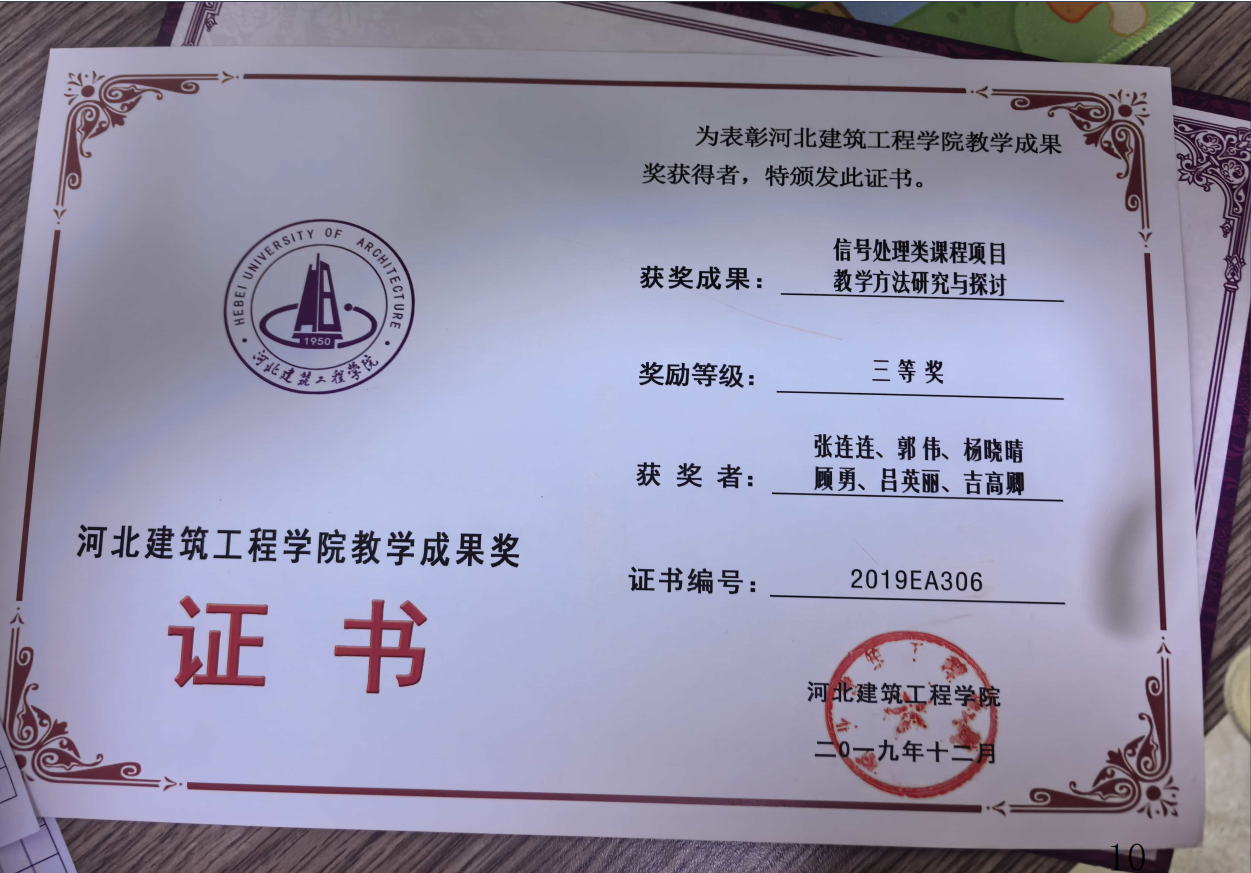 为表彰河北建筑工程学院教学成果
奖获得者，特颁发此证书。
HEBEI UNIVERSITY OF ARCHITECTURE
1950
河北建筑工程学院
获奖成果：
信号处理类课程项目
教学方法研究与探讨
奖励等级：
三等奖
获奖者：
张连连、郭伟、杨晓晴
顾勇、吕英丽、吉高卿
证书编号：
2019EA306
河北建筑工程学院教学成果奖
证书
河北建筑工程学院
二0一九年十二月
10